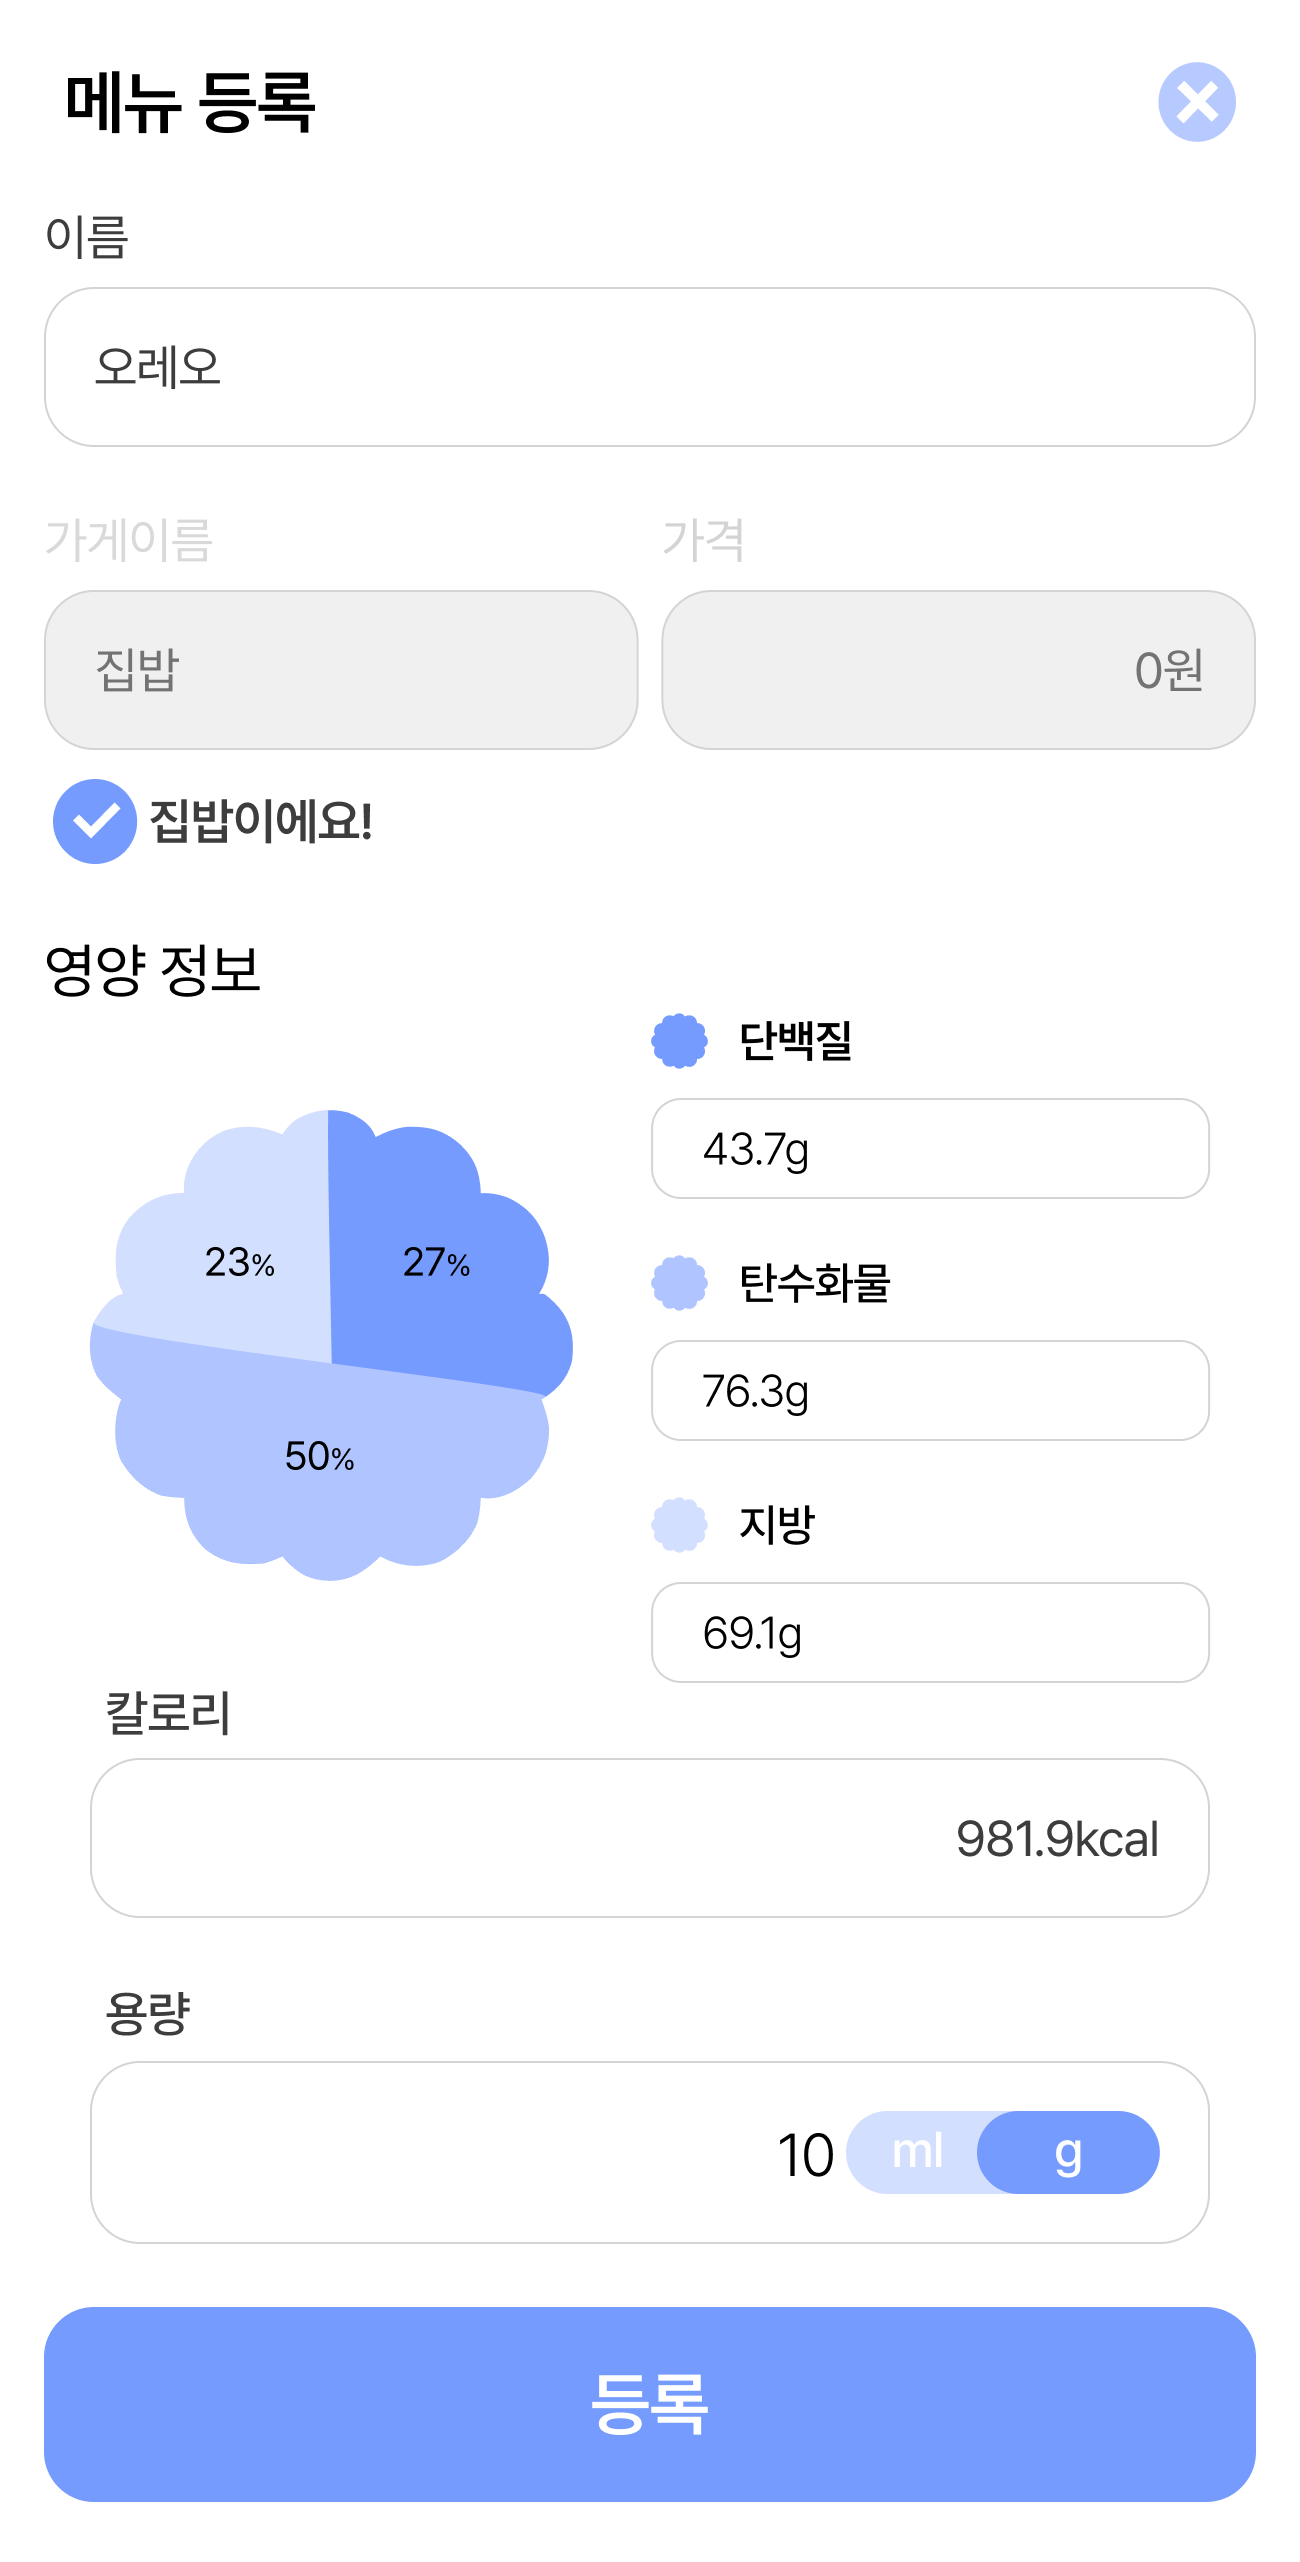 메뉴 등록
이름
오레오
가게이름
가격
집밥
0원
집밥이에요!
영양 정보
단백질
43.7g
23%
27%
탄수화물
76.3g
50%
지방
69.1g
칼로리
981.9kcal
용량
10 ml g
등록